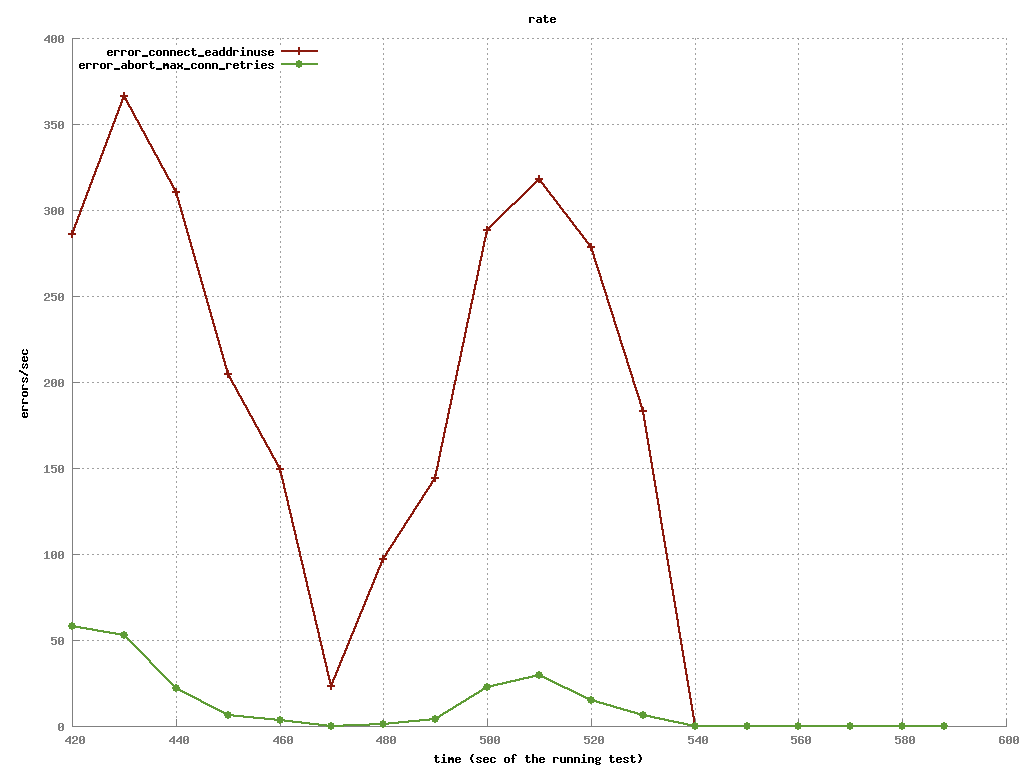 rate
400
error_connect_eaddrinuse
error_abort_max_conn_retries
350
300
250
200
150
100
50
0
errors/sec
420 440 460 480 500 520 540 560 580 600
time (sec of the running test)